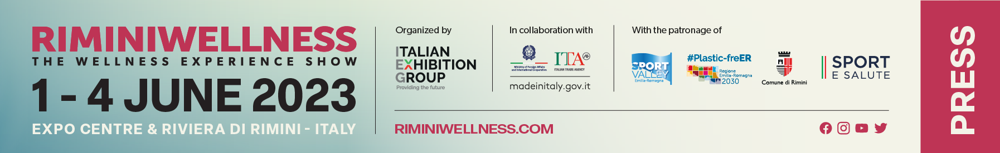 RIMINIWELLNESS
THE WELLNESS EXPERIENCE SHOW
1 - 4 JUNE 2023
EXPO CENTRE & RIVIERA DI RIMINI - ITALY
Organized by
ITALIAN
EXHIBITION
GROUP
Providing the future
In collaboration with
Ministry of Foreign Affairs
and International Cooperation
ITA
ITALIAN TRADE AGENCY
madeinitaly.gov.it
With the patronage of
SPORT
VALLEY
Emilia-Romagna
#Plastic-freER
Regione
Emilia-Romagna
2030
Comune di Rimini
SPORT
E SALUTE
RIMINIWELLNESS.COM
PRESS